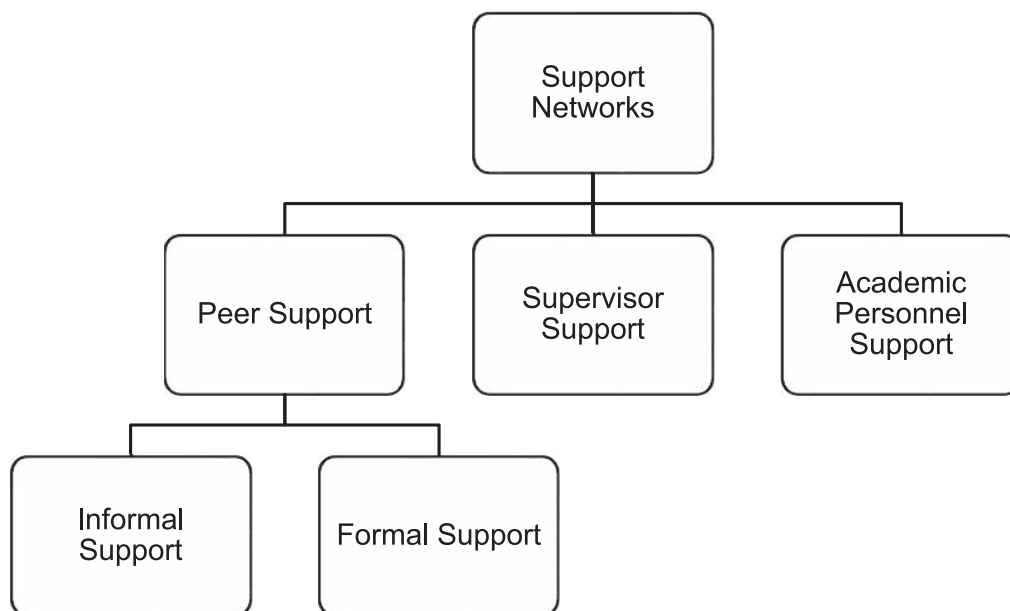 Support
Networks
Peer Support
Supervisor
Support
Academic
Personnel
Support
Informal
Support
Formal Support